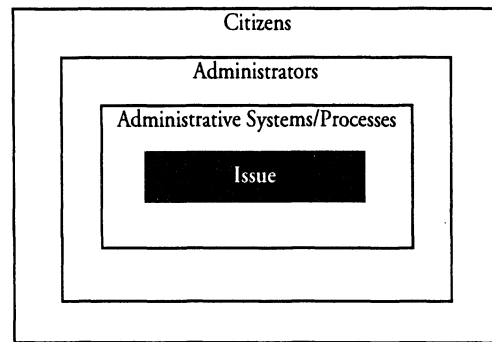 Citizens
Administrators
Administrative Systems/Processes
Issue